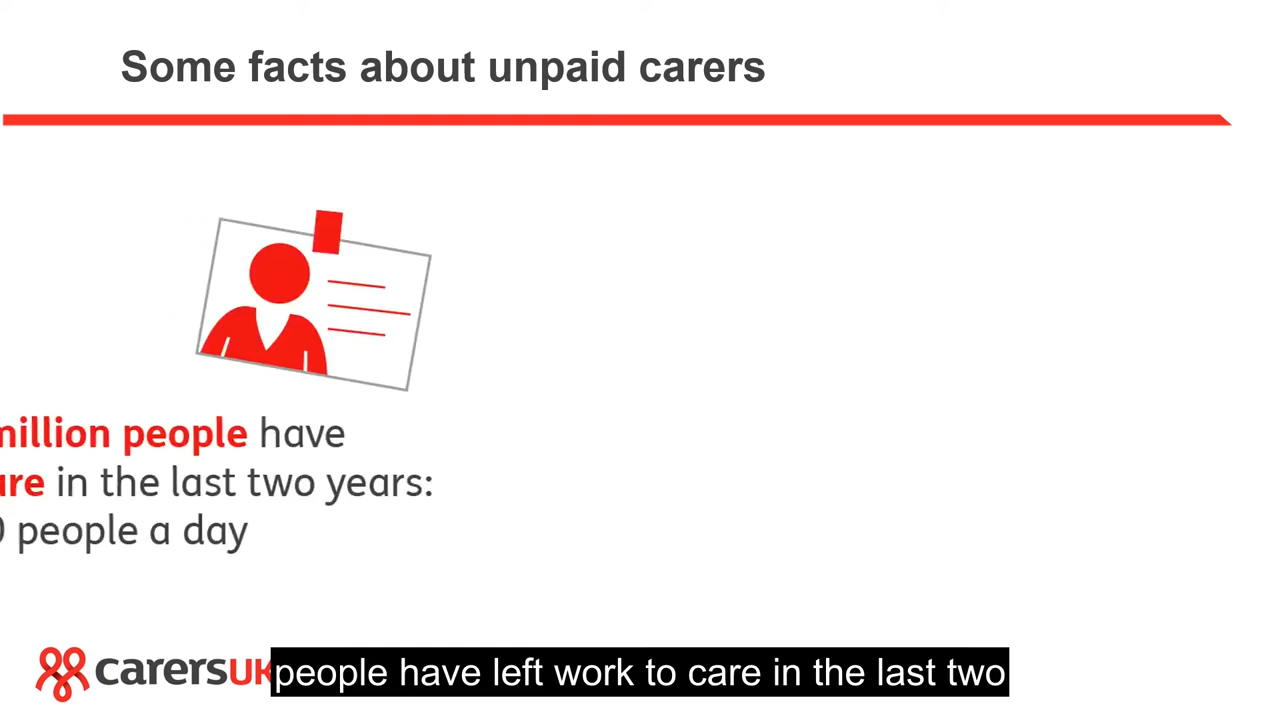 Some facts about unpaid carers
million people have
in the last two years:
people a day
carersUK
people have left work to care in the last two